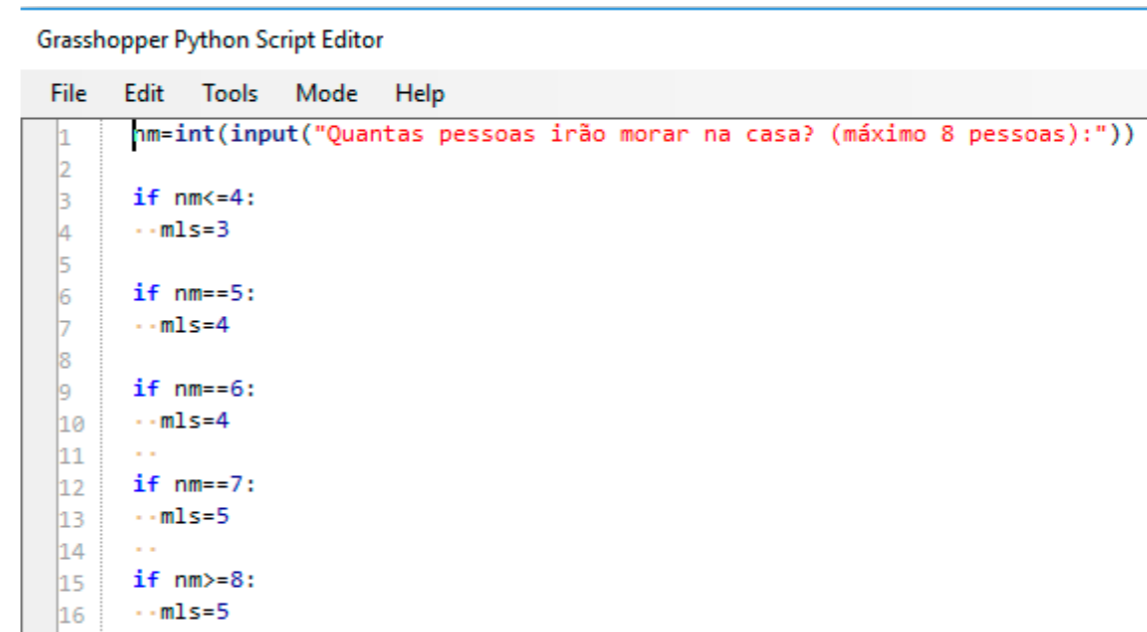 Grasshopper Python Script Editor
File Edit Tools Mode Help
1 nm=int(input("Quantas pessoas irão morar na casa? (máximo 8 pessoas):"))
2
3 if nm<=4:
4 ··mls=3
5
6 if nm==5:
7 ··mls=4
8
9 if nm==6:
10 ··mls=4
11 ··
12 if nm==7:
13 ··mls=5
14 ··
15 if nm>=8:
16 ··mls=5